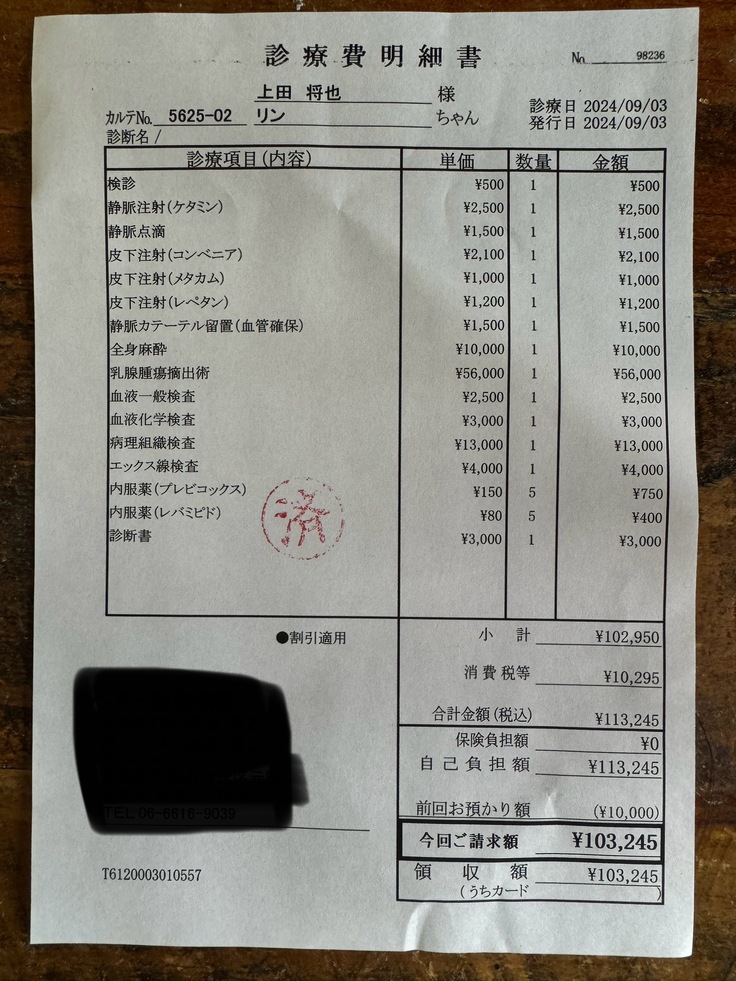 診療費明細書
No. 98236
上田 将也 様
カルテNo. 5625-02 リン ちゃん
診療日 2024/09/03
発行日 2024/09/03
診断名 /
診療項目(内容) 単価 数量 金額
検診 ¥500 1 ¥500
静脈注射(ケタミン) ¥2,500 1 ¥2,500
静脈点滴 ¥1,500 1 ¥1,500
皮下注射(コンベニア) ¥2,100 1 ¥2,100
皮下注射(メタカム) ¥1,000 1 ¥1,000
皮下注射(レペタン) ¥1,200 1 ¥1,200
静脈カテーテル留置(血管確保) ¥1,500 1 ¥1,500
全身麻酔 ¥10,000 1 ¥10,000
乳腺腫瘍摘出術 ¥56,000 1 ¥56,000
血液一般検査 ¥2,500 1 ¥2,500
血液化学検査 ¥3,000 1 ¥3,000
病理組織検査 ¥13,000 1 ¥13,000
エックス線検査 ¥4,000 1 ¥4,000
内服薬(プレビコックス) ¥150 5 ¥750
内服薬(レバミピド) ¥80 5 ¥400
診断書 ¥3,000 1 ¥3,000
済
●割引適用
小計 ¥102,950
消費税等 ¥10,295
合計金額(税込) ¥113,245
保険負担額 ¥0
自己負担額 ¥113,245
前回お預かり額 (¥10,000)
今回ご請求額 ¥103,245
領収額 ¥103,245
(うちカード )
TEL 06-6616-9039
T6120003010557